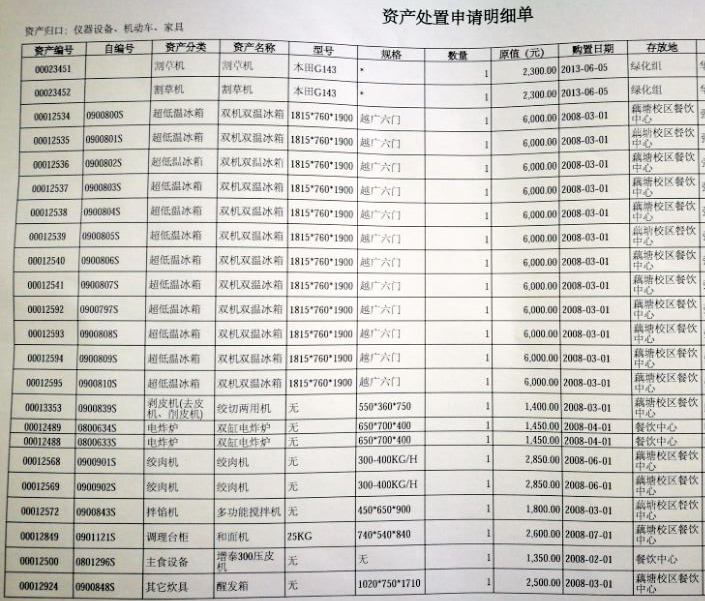 资产处置申请明细单
资产归口: 仪器设备、机动车、家具
资产编号 自编号 资产分类 资产名称 型号 规格 数量 原值(元) 购置日期 存放地
00023451 割草机 割草机 本田G143 * 1 2,300.00 2013-06-05 绿化组
00023452 割草机 割草机 本田G143 * 1 2,300.00 2013-06-05 绿化组
00012534 0900800S 超低温冰箱 双机双温冰箱 1815*760*1900 越广六门 1 6,000.00 2008-03-01 藕塘校区餐饮
中心
00012535 0900801S 超低温冰箱 双机双温冰箱 1815*760*1900 越广六门 1 6,000.00 2008-03-01 藕塘校区餐饮
中心
00012536 0900802S 超低温冰箱 双机双温冰箱 1815*760*1900 越广六门 1 6,000.00 2008-03-01 藕塘校区餐饮
中心
00012537 0900803S 超低温冰箱 双机双温冰箱 1815*760*1900 越广六门 1 6,000.00 2008-03-01 藕塘校区餐饮
中心
00012538 0900804S 超低温冰箱 双机双温冰箱 1815*760*1900 越广六门 1 6,000.00 2008-03-01 藕塘校区餐饮
中心
00012539 0900805S 超低温冰箱 双机双温冰箱 1815*760*1900 越广六门 1 6,000.00 2008-03-01 藕塘校区餐饮
中心
00012540 0900806S 超低温冰箱 双机双温冰箱 1815*760*1900 越广六门 1 6,000.00 2008-03-01 藕塘校区餐饮
中心
00012541 0900807S 超低温冰箱 双机双温冰箱 1815*760*1900 越广六门 1 6,000.00 2008-03-01 藕塘校区餐饮
中心
00012592 0900797S 超低温冰箱 双机双温冰箱 1815*760*1900 越广六门 1 6,000.00 2008-03-01 藕塘校区餐饮
中心
00012593 0900808S 超低温冰箱 双机双温冰箱 1815*760*1900 越广六门 1 6,000.00 2008-03-01 藕塘校区餐饮
中心
00012594 0900809S 超低温冰箱 双机双温冰箱 1815*760*1900 越广六门 1 6,000.00 2008-03-01 藕塘校区餐饮
中心
00012595 0900810S 超低温冰箱 双机双温冰箱 1815*760*1900 越广六门 1 6,000.00 2008-03-01 藕塘校区餐饮
中心
00013353 0900839S 剥皮机(去皮 绞切两用机 无 550*360*750 1 1,400.00 2008-03-01 藕塘校区餐饮
机、削皮机) 中心
00012489 0800634S 电炸炉 双缸电炸炉 无 650*700*400 1 1,450.00 2008-04-01 餐饮中心
00012488 0800633S 电炸炉 双缸电炸炉 无 650*700*400 1 1,450.00 2008-04-01 餐饮中心
00012568 0900901S 绞肉机 绞肉机 无 300-400KG/H 1 2,850.00 2008-06-01 藕塘校区餐饮
中心
00012569 0900902S 绞肉机 绞肉机 无 300-400KG/H 1 2,850.00 2008-06-01 藕塘校区餐饮
中心
00012572 0900843S 拌馅机 多功能搅拌机 无 450*650*900 1 1,800.00 2008-03-01 藕塘校区餐饮
中心
00012849 0901121S 调理台柜 和面机 25KG 740*540*840 1 2,600.00 2008-07-01 藕塘校区餐饮
中心
00012500 0801296S 主食设备 增泰300压皮 无 无 1 1,350.00 2008-02-01 餐饮中心
机
00012924 0900848S 其它炊具 醒发箱 无 1020*750*1710 1 2,500.00 2008-03-01 藕塘校区餐饮
中心